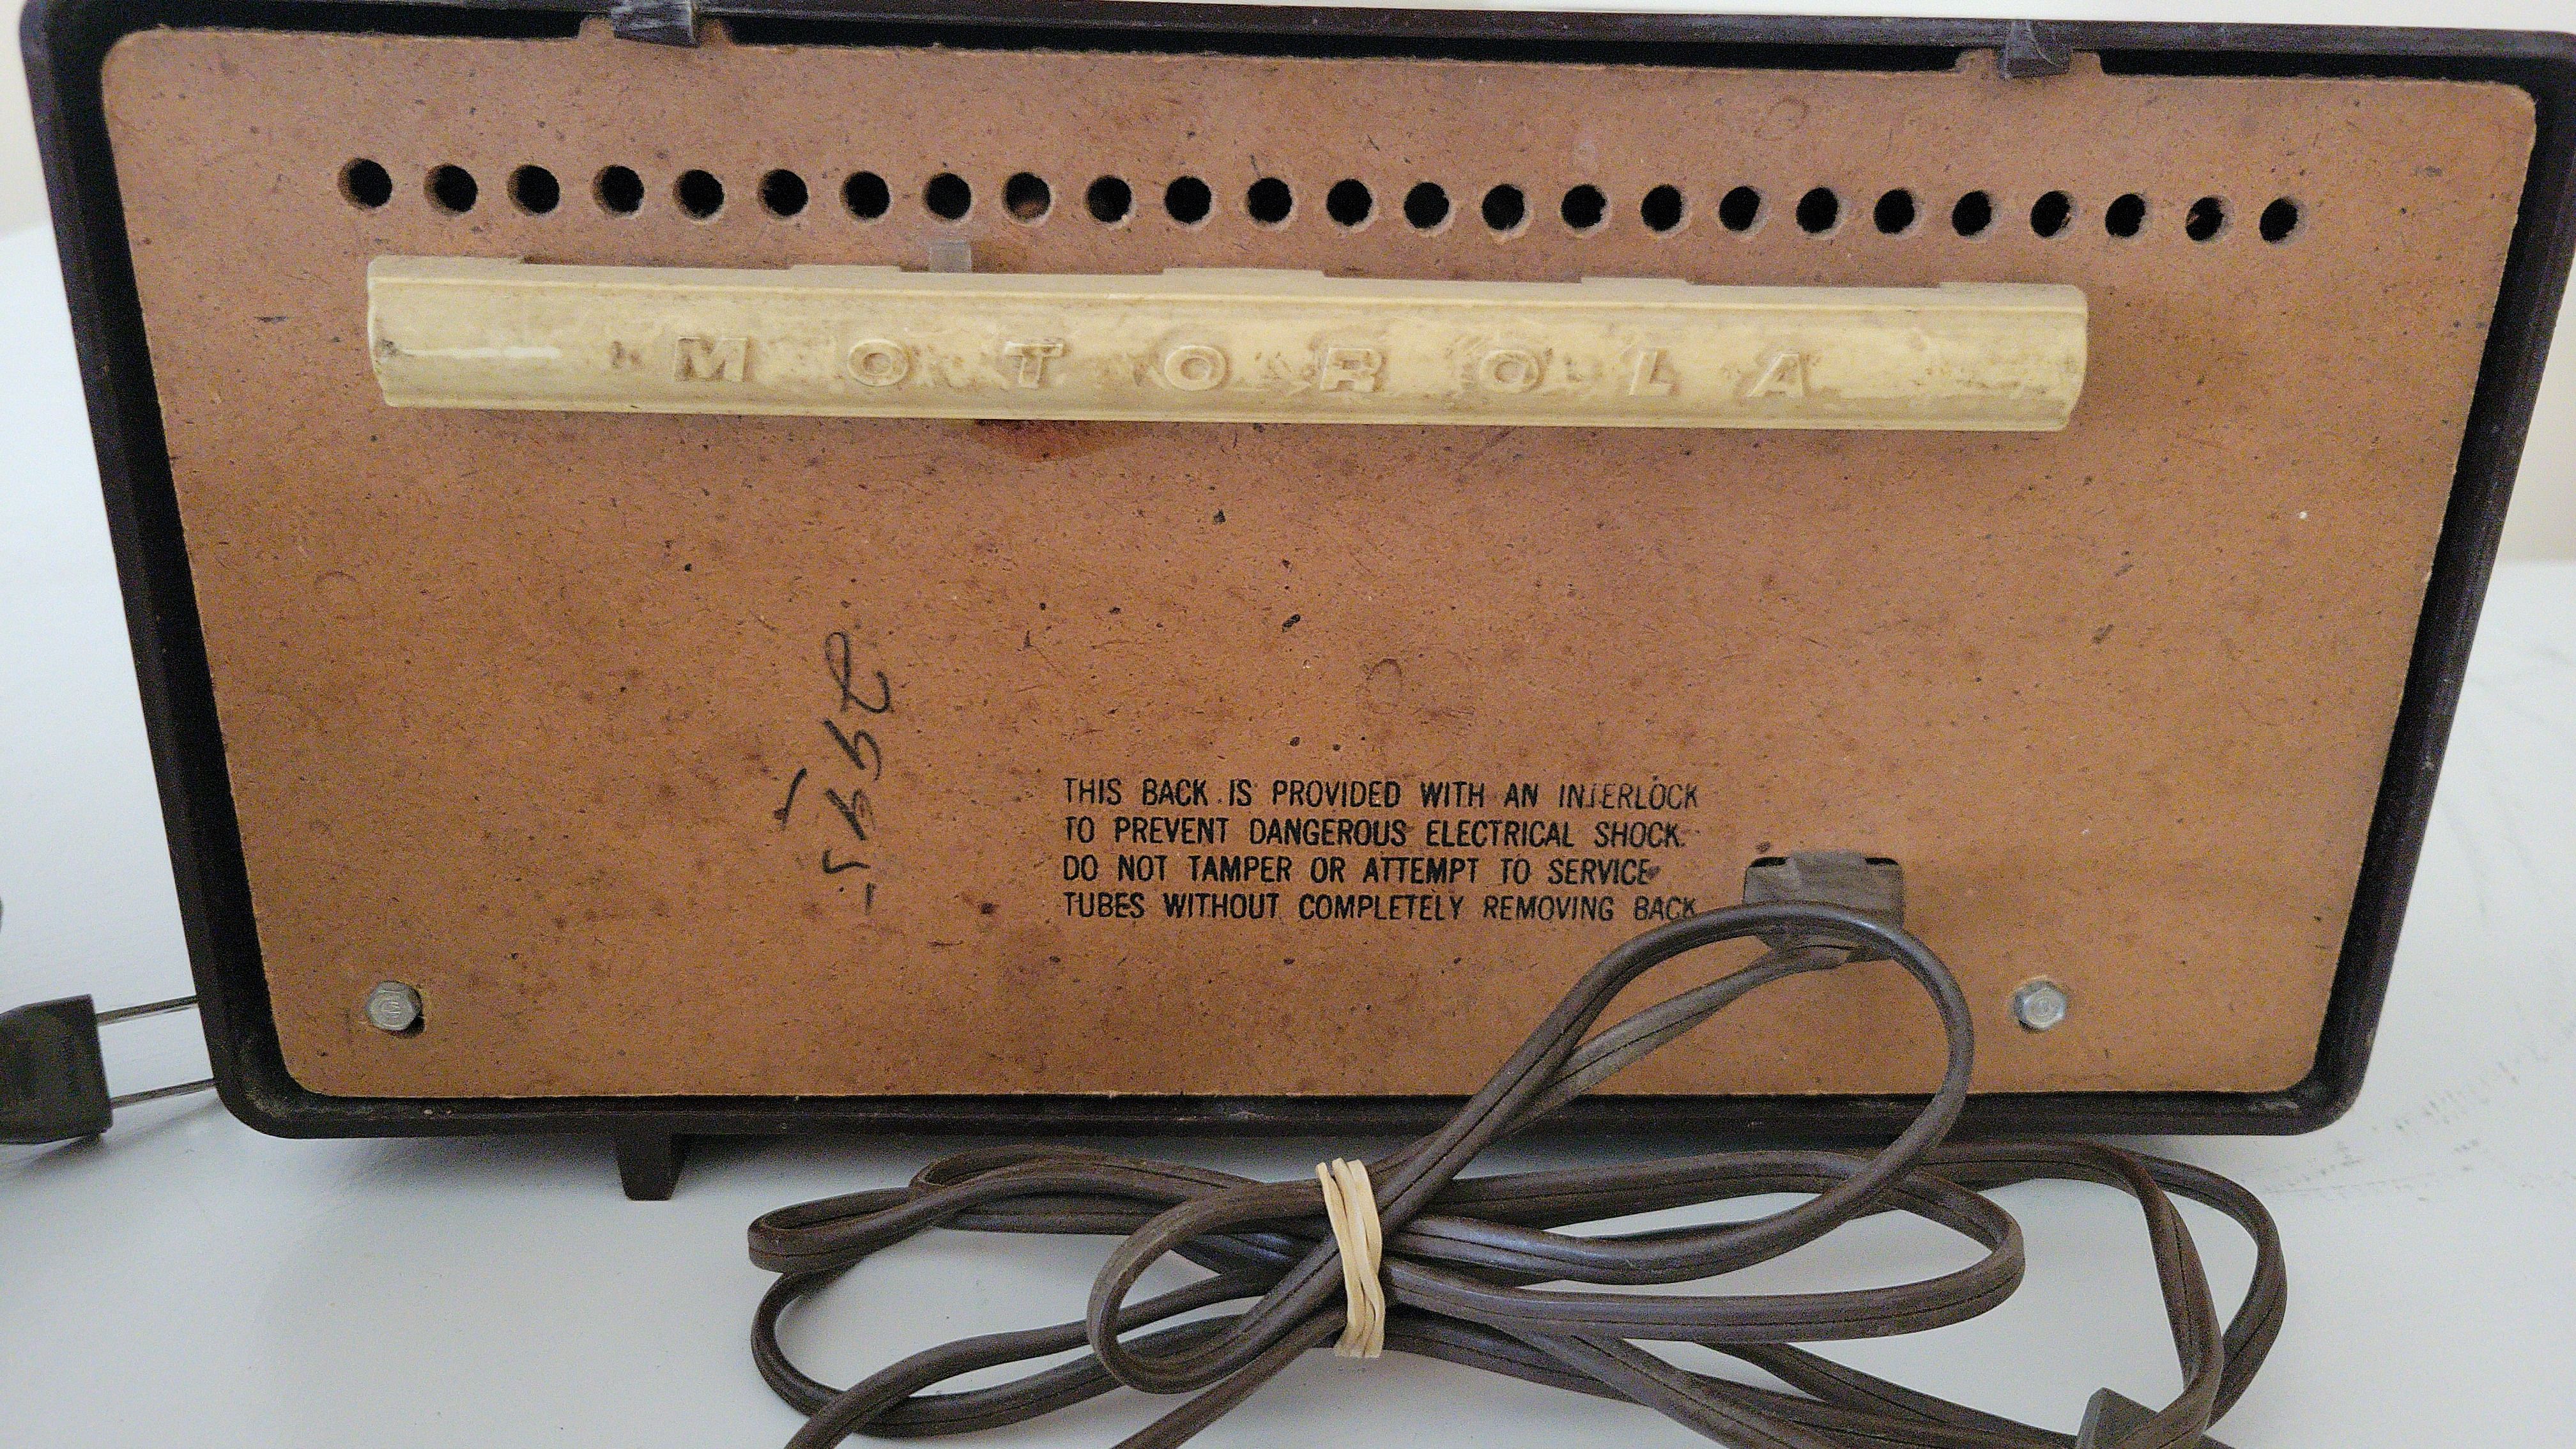 MOTOROLA
THIS BACK IS PROVIDED WITH AN INTERLOCK
TO PREVENT DANGEROUS ELECTRICAL SHOCK.
DO NOT TAMPER OR ATTEMPT TO SERVICE
TUBES WITHOUT COMPLETELY REMOVING BACK